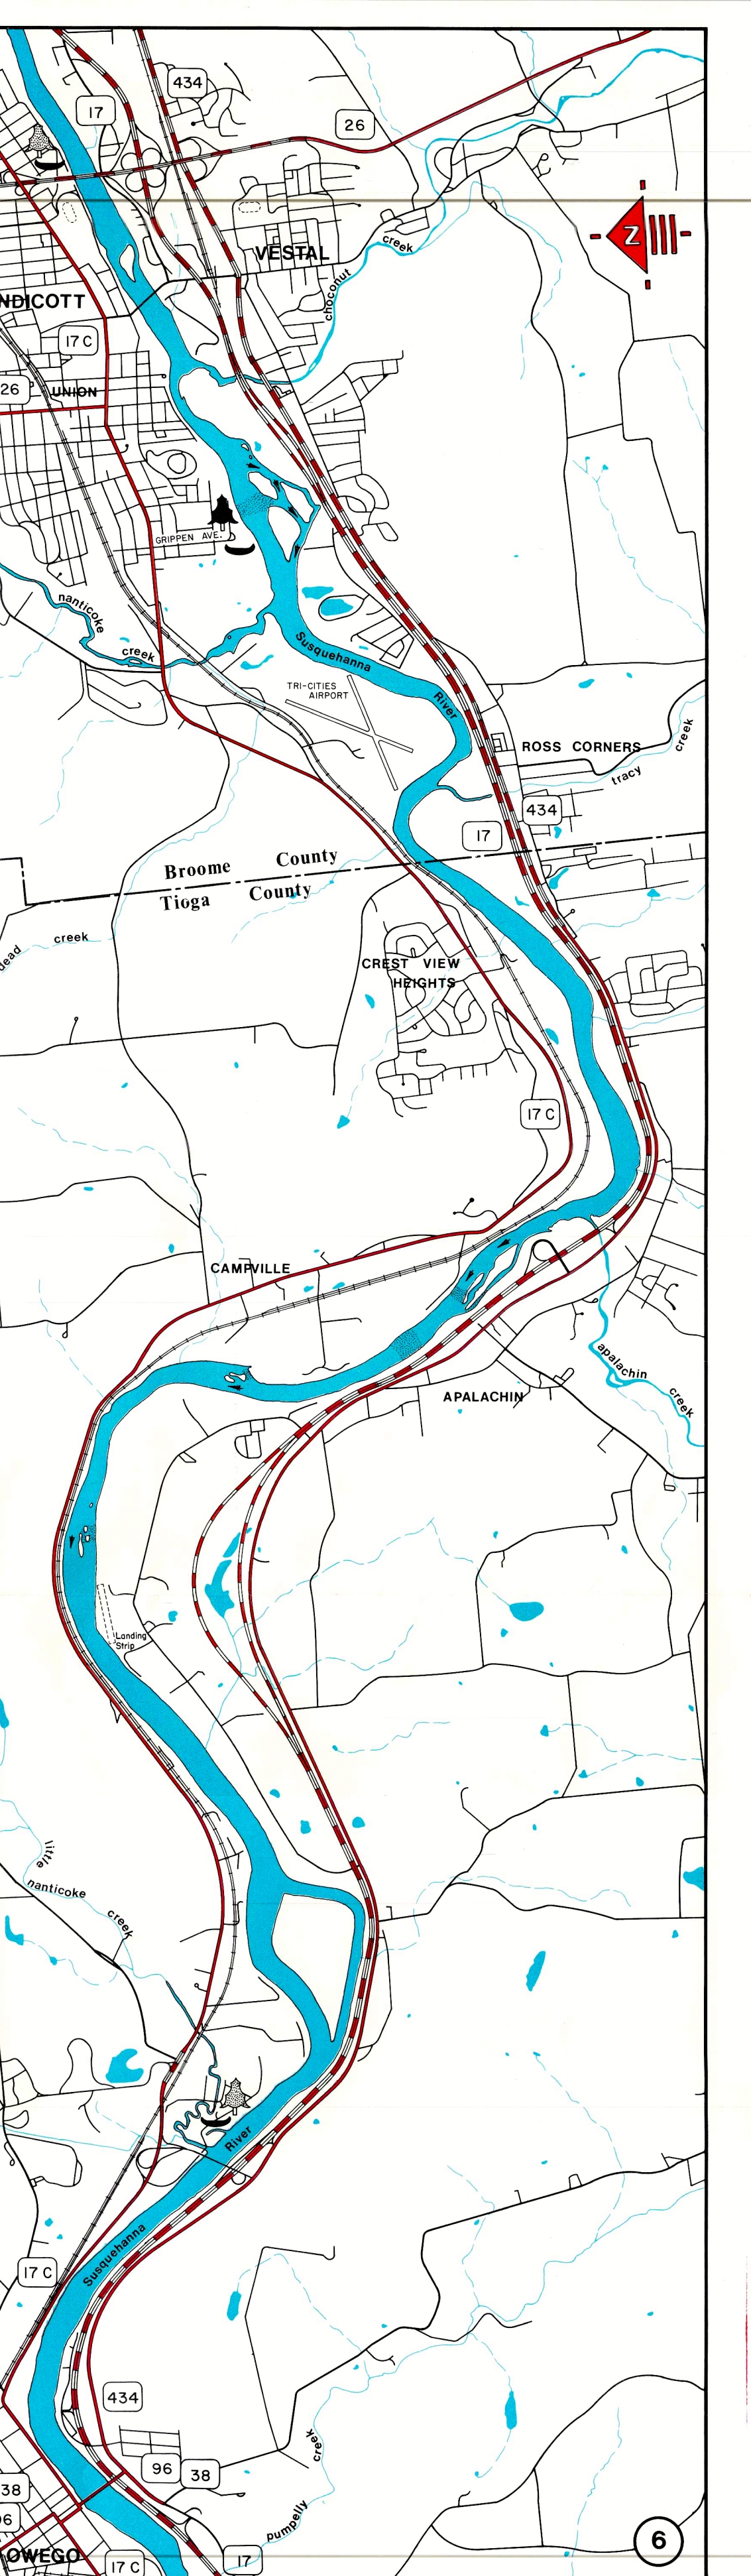 434
17
26
N
VESTAL
creek
choconut
NDICOTT
17 C
26
UNION
GRIPPEN AVE.
nanticoke
creek
Susquehanna
River
TRI-CITIES
AIRPORT
ROSS CORNERS
creek
tracy
434
17
Broome County
Tioga County
dead creek
CREST VIEW
HEIGHTS
17 C
CAMPVILLE
apalachin
creek
APALACHIN
Landing
Strip
little
nanticoke
creek
River
Susquehanna
17 C
434
96
38
creek
pumpelly
38
96
OWEGO
17 C
17
6